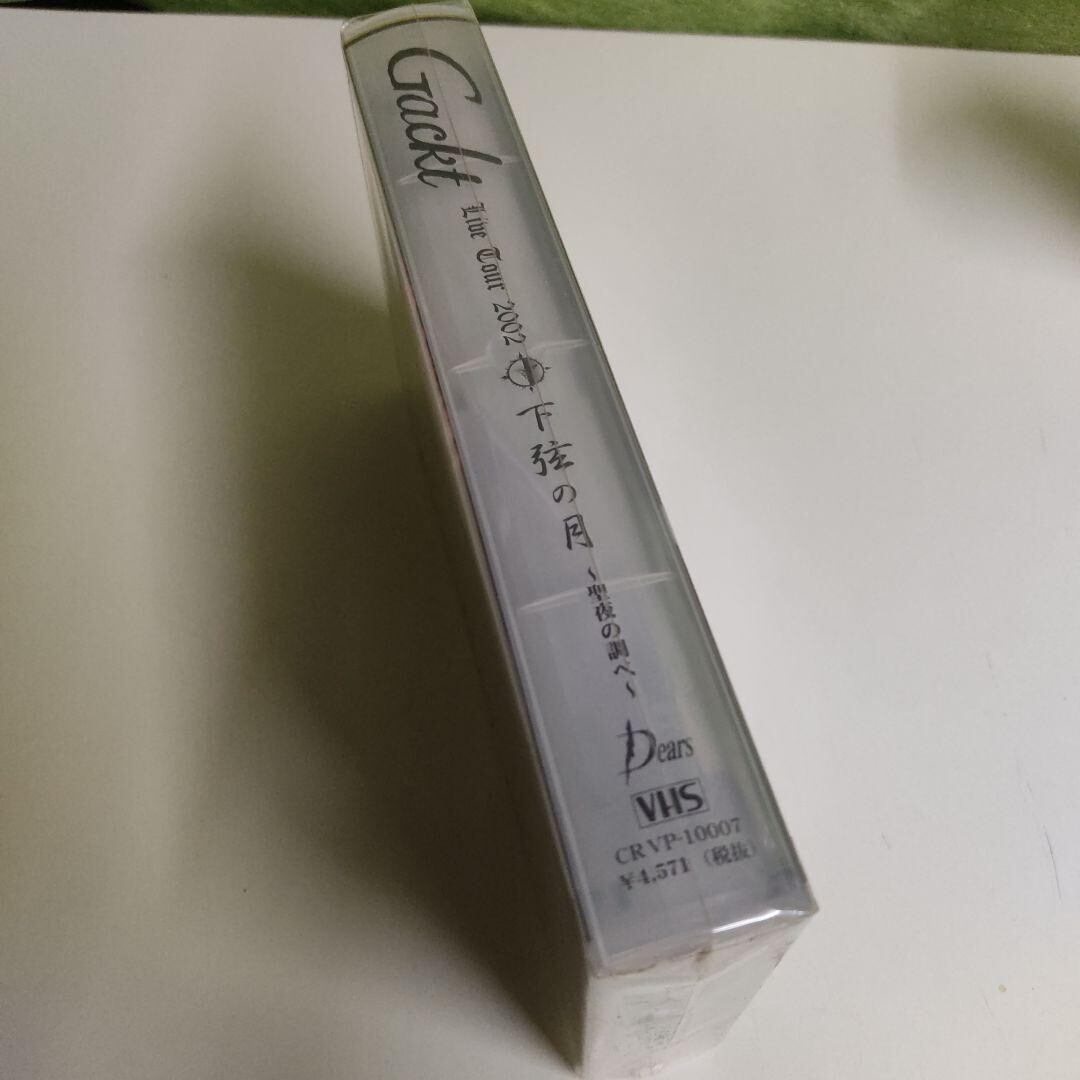 Gackt
Live Tour 2002
下弦の月
~聖夜の調べ~
Dears
VHS
CRVP-10007
¥4,571（税抜）